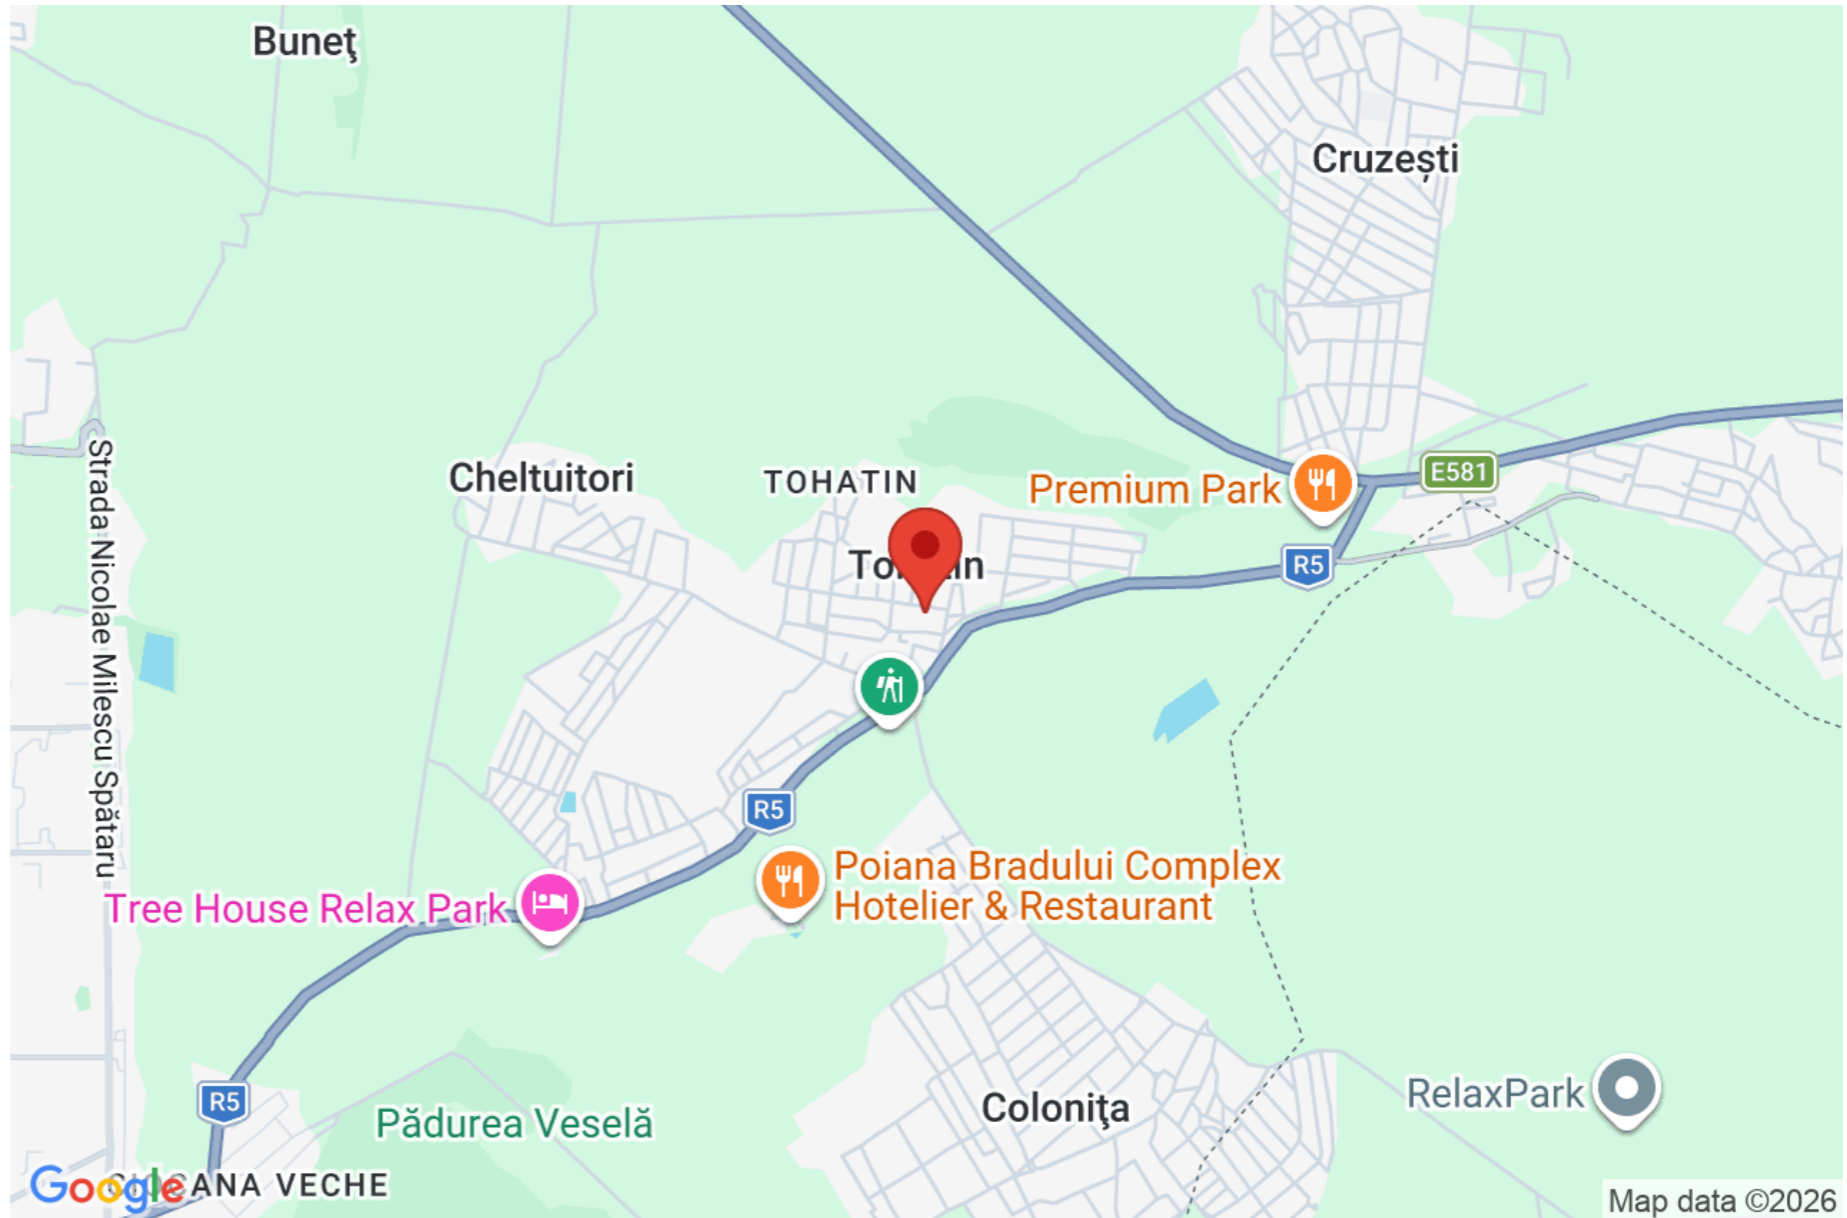 Buneţ
Cruzești
Cheltuitori
TOHATIN
Premium Park
E581
R5
Strada Nicolae Milescu Spătaru
R5
Poiana Bradului Complex
Hotelier & Restaurant
Tree House Relax Park
R5
Pădurea Veselă
Coloniţa
RelaxPark
ANA VECHE
Google
Map data ©2026